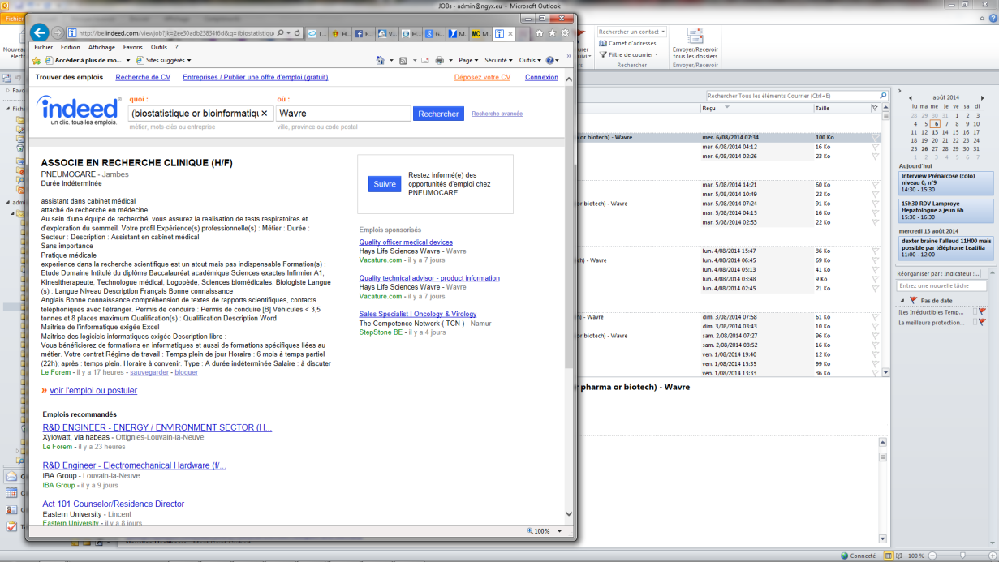 JOBs - admin@ngyx.eu - Microsoft Outlook
Fichier
http://be.indeed.com/viewjob?jk=2ee30adb23834f6d&q=(biostatistiqu
Fichier Edition Affichage Favoris Outils ?
Accéder à plus de mo... Sites suggérés
Page Sécurité Outils
Trouver des emplois Recherche de CV Entreprises / Publier une offre d'emploi (gratuit) Déposez votre CV Connexion
indeed
un clic. tous les emplois.
quoi : où :
(biostatistique or bioinformatiqu Wavre Rechercher Recherche avancée
métier, mots-clés ou entreprise ville, province ou code postal
ASSOCIE EN RECHERCHE CLINIQUE (H/F)
PNEUMOCARE - Jambes
Durée indéterminée
assistant dans cabinet médical
attaché de recherche en médecine
Au sein d'une équipe de recherché, vous assurez la realisation de tests respiratoires et
d'exploration du sommeil. Votre profil Expérience(s) professionnelle(s) : Métier : Durée :
Secteur : Description : Assistant en cabinet médical
Sans importance
Pratique médicale
experience dans la recherche scientifique est un atout mais pas indispensable Formation(s) :
Etude Domaine Intitulé du diplôme Baccalauréat académique Sciences exactes Infirmier A1,
Kinesitherapeute, Technologue médical, Logopède, Sciences biomédicales, Biologiste Langue
(s) : Langue Niveau Description Français Bonne connaissance
Anglais Bonne connaissance compréhension de textes de rapports scientifiques, contacts
téléphoniques avec l'étranger. Permis de conduire : Permis de conduire [B] Véhicules < 3,5
tonnes et 8 places maximum Qualification(s) : Qualification Description Word
Maitrise de l'informatique exigée Excel
Maitrise des logiciels informatiques exigée Description libre :
Vous bénéficierez de formations en informatiques et aussi de formations spécifiques liées au
métier. Votre contrat Régime de travail : Temps plein de jour Horaire : 6 mois à temps partiel
(22h); après : temps plein. Horaire à convenir. Type : A durée indéterminée Salaire : à discuter
Le Forem - il y a 17 heures - sauvegarder - bloquer
» voir l'emploi ou postuler
Emplois recommandés
R&D ENGINEER - ENERGY / ENVIRONMENT SECTOR (H...
Xylowatt, via habeas - Ottignies-Louvain-la-Neuve
Le Forem - il y a 23 heures
R&D Engineer - Electromechanical Hardware (f/...
IBA Group - Louvain-la-Neuve
IBA Group - il y a 9 jours
Act 101 Counselor/Residence Director
Eastern University - Lincent
Eastern University - il y a 8 jours
Suivre
Restez informé(e) des
opportunités d'emploi chez
PNEUMOCARE
Emplois sponsorisés
Quality officer medical devices
Hays Life Sciences Wavre - Wavre
Vacature.com - il y a 7 jours
Quality technical advisor - product information
Hays Life Sciences Wavre - Wavre
Vacature.com - il y a 7 jours
Sales Specialist | Oncology & Virology
The Competence Network ( TCN ) - Namur
StepStone BE - il y a 4 jours
100%
Rechercher un contact
Carnet d'adresses
Filtre de courrier
Rechercher
Envoyer/Recevoir
tous les dossiers
Envoyer/Recevoir
Rechercher Tous les éléments Courrier (Ctrl+E)
Reçu Taille
or biotech) - Wavre mer. 6/08/2014 07:34 100 Ko
mer. 6/08/2014 04:12 16 Ko
mer. 6/08/2014 02:26 23 Ko
mar. 5/08/2014 14:21 60 Ko
mar. 5/08/2014 10:49 22 Ko
or biotech) - Wavre mar. 5/08/2014 07:24 91 Ko
mar. 5/08/2014 04:15 16 Ko
mar. 5/08/2014 02:53 22 Ko
lun. 4/08/2014 15:47 36 Ko
- Wavre lun. 4/08/2014 06:45 69 Ko
lun. 4/08/2014 05:13 41 Ko
lun. 4/08/2014 03:48 9 Ko
lun. 4/08/2014 02:45 21 Ko
- Wavre dim. 3/08/2014 07:58 61 Ko
dim. 3/08/2014 03:43 10 Ko
or biotech) - Wavre sam. 2/08/2014 07:27 96 Ko
sam. 2/08/2014 03:52 16 Ko
ven. 1/08/2014 19:40 12 Ko
ven. 1/08/2014 15:35 99 Ko
ven. 1/08/2014 13:33 36 Ko
pharma or biotech) - Wavre
août 2014
lu ma me je ve sa di
28 29 30 31 1 2 3
4 5 6 7 8 9 10
11 12 13 14 15 16 17
18 19 20 21 22 23 24
25 26 27 28 29 30 31
1 2 3 4 5 6 7
Aujourd'hui
Interview Prénarcose (colo)
niveau 0, n°9
14:30 - 15:30
15h30 RDV Lamproye
Hepatologue a jeun 6h
15:30 - 16:30
mercredi 13 août 2014
dexter braine l'alleud 11H00 mais
possible par téléphone Leatitia
11:00 - 12:00
Réorganiser par : Indicateur :...
Entrez une nouvelle tâche
Pas de date
[Les Irréductibles Temp...
La meilleure protection...
Connecté 100 %